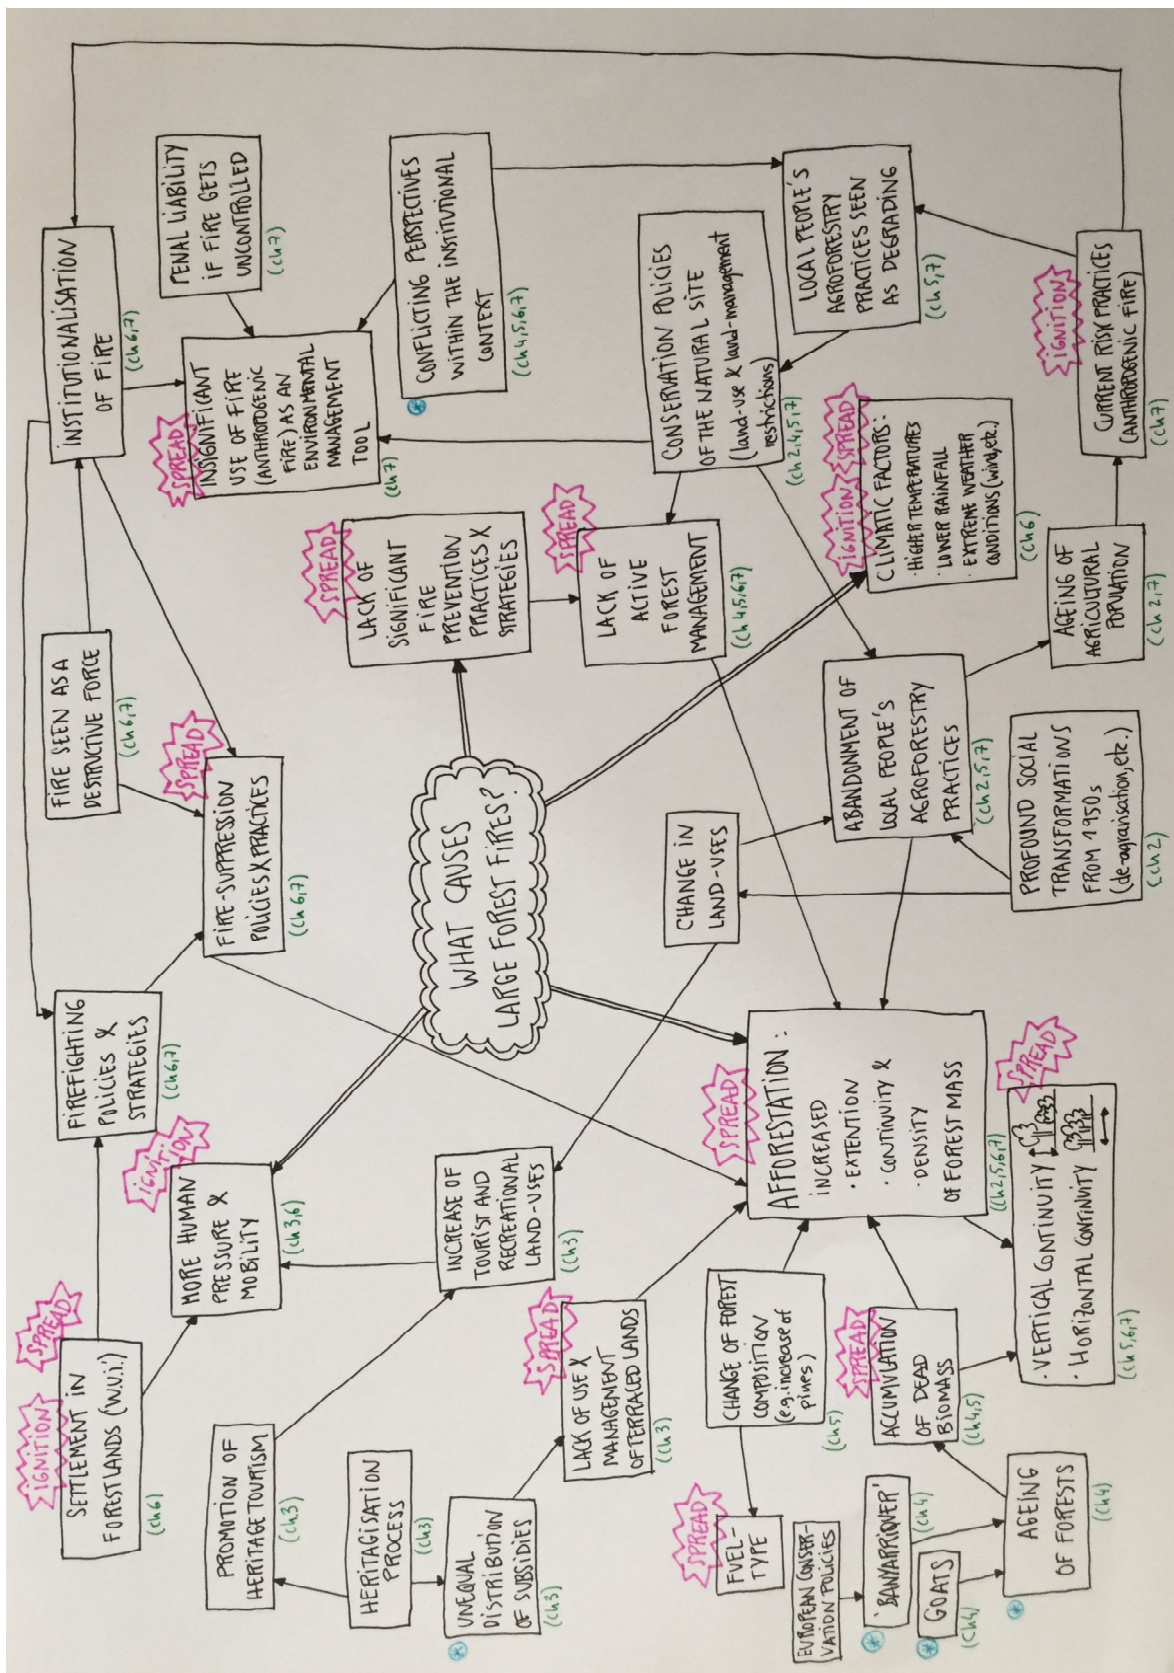 IGNITION
SPREAD
SETTLEMENT IN
FORESTLANDS (W.U.I.)
(ch6)
FIREFIGHTING
POLICIES &
STRATEGIES
(ch6,7)
FIRE SEEN AS A
DESTRUCTIVE FORCE
(ch6,7)
INSTITUTIONALISATION
OF FIRE
(ch6,7)
IGNITION
MORE HUMAN
PRESSURE &
MOBILITY
(ch3,6)
SPREAD
FIRE-SUPPRESSION
POLICIES & PRACTICES
(ch6,7)
SPREAD
INSIGNIFICANT
USE OF FIRE
(ANTHROPOGENIC
FIRE) AS AN
ENVIRONMENTAL
MANAGEMENT
TOOL
(ch7)
PENAL LIABILITY
IF FIRE GETS
UNCONTROLLED
(ch7)
PROMOTION OF
HERITAGE TOURISM
(ch3)
HERITAGISATION
PROCESS
(ch3)
UNEQUAL
DISTRIBUTION
OF SUBSIDIES
(ch3)
INCREASE OF
TOURIST AND
RECREATIONAL
LAND-USES
(ch3)
WHAT CAUSES
LARGE FOREST FIRES?
SPREAD
LACK OF
SIGNIFICANT
FIRE
PREVENTION
PRACTICES &
STRATEGIES
CONFLICTING PERSPECTIVES
WITHIN THE INSTITUTIONAL
CONTEXT
(ch4,5,6,7)
SPREAD
LACK OF USE &
MANAGEMENT
OF TERRACED LANDS
(ch3)
SPREAD
LACK OF
ACTIVE
FOREST
MANAGEMENT
(ch4,5,6,7)
CONSERVATION POLICIES
OF THE NATURAL SITE
(land-use & land-management
restrictions)
(ch2,4,5,7)
CHANGE IN
LAND-USES
SPREAD
FUEL-
TYPE
CHANGE OF FOREST
COMPOSITION
(e.g. increase of
pines)
(ch5)
SPREAD
AFFORESTATION:
INCREASED
· EXTENTION
· CONTINUITY &
· DENSITY
OF FOREST MASS
(ch2,5,6,7)
ABANDONMENT OF
LOCAL PEOPLE'S
AGROFORESTRY
PRACTICES
(ch2,5,7)
IGNITION
SPREAD
CLIMATIC FACTORS:
· HIGHER TEMPERATURES
· LOWER RAINFALL
· EXTREME WEATHER
CONDITIONS (wind, etc.)
(ch6)
LOCAL PEOPLE'S
AGROFORESTRY
PRACTICES SEEN
AS DEGRADING
(ch5,7)
EUROPEAN CONSER-
VATION POLICIES
'BANYARRIQUER'
(ch4)
GOATS
(ch4)
AGEING
OF FORESTS
(ch4)
SPREAD
ACCUMULATION
OF DEAD
BIOMASS
(ch4,5)
SPREAD
· VERTICAL CONTINUITY
· HORIZONTAL CONTINUITY
(ch5,6,7)
PROFOUND SOCIAL
TRANSFORMATIONS
FROM 1950s
(de-agrarisation, etc.)
(ch2)
AGEING OF
AGRICULTURAL
POPULATION
(ch2,7)
IGNITION
CURRENT RISK PRACTICES
(ANTHROPOGENIC FIRE)
(ch7)